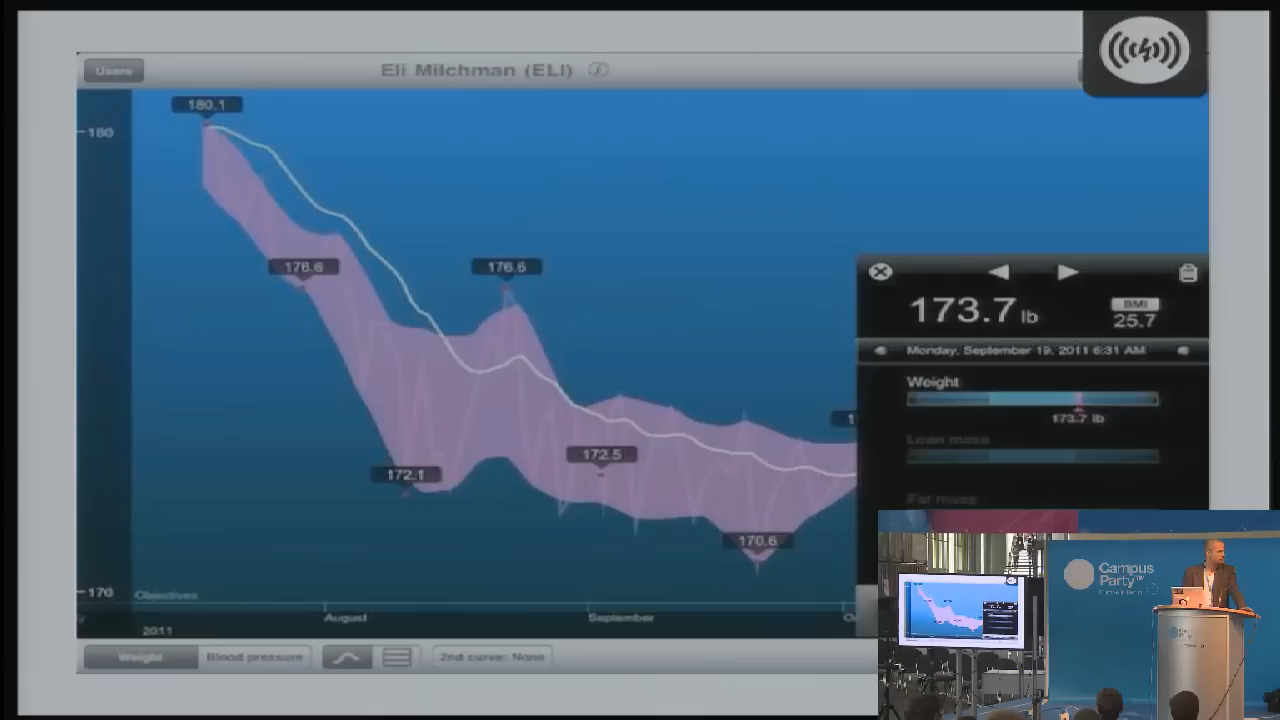 Users
Eli Milchman (ELI)
180.1
180
176.6
176.6
173.7 lb
BMI
25.7
Monday, September 19, 2011 6:31 AM
Weight
173.7 lb
Lean mass
Fat mass
172.5
172.1
170.6
170
Objectives
August
September
2011
Weight
Blood pressure
2nd curve: None
Campus
Party